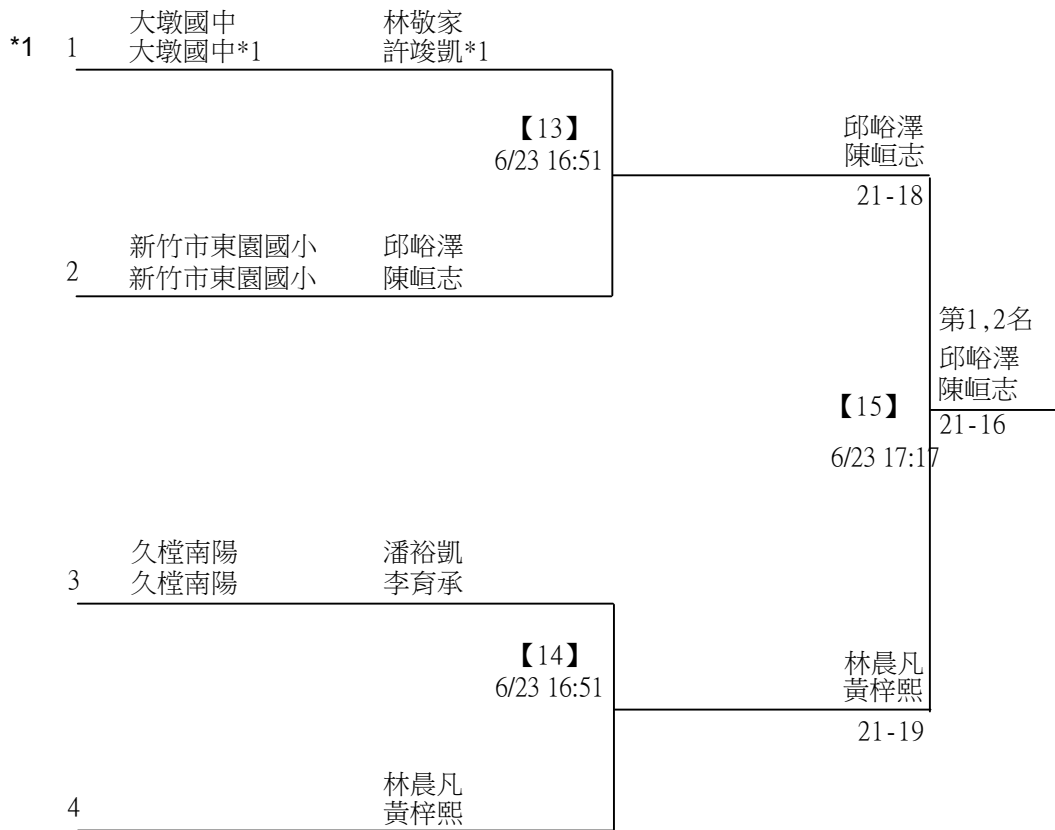 大墩國中 林敬家
*1 1 大墩國中*1 許竣凱*1
【13】 邱峪澤
6/23 16:51 陳峘志
21-18
新竹市東園國小 邱峪澤
2 新竹市東園國小 陳峘志
第1,2名
邱峪澤
陳峘志
【15】
21-16
6/23 17:17
久樘南陽 潘裕凱
3 久樘南陽 李育承
【14】 林晨凡
6/23 16:51 黃梓熙
21-19
林晨凡
4 黃梓熙